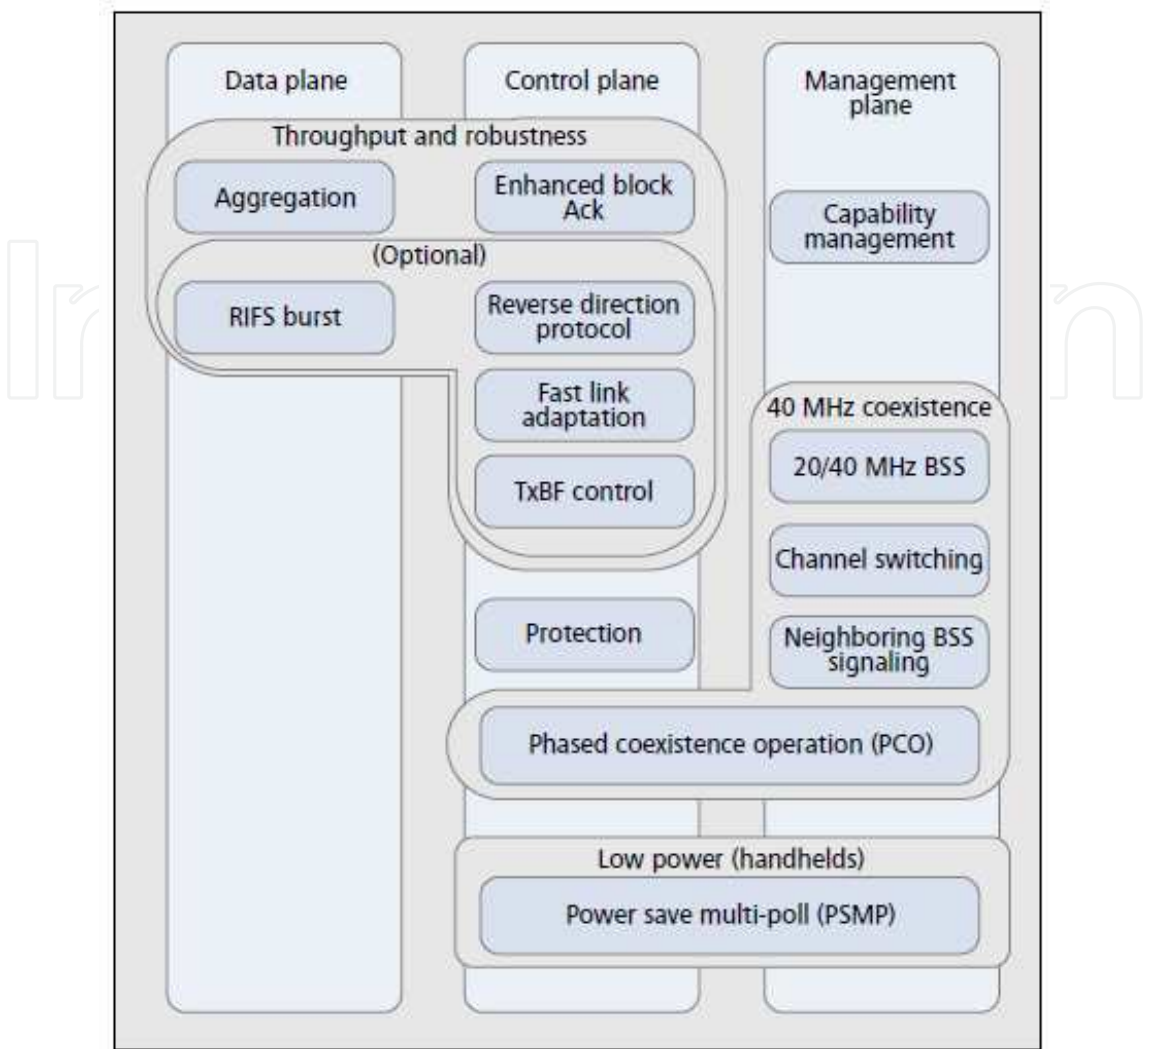 Data plane
Control plane
Management
plane
Throughput and robustness
Aggregation
Enhanced block
Ack
Capability
management
(Optional)
RIFS burst
Reverse direction
protocol
Fast link
adaptation
40 MHz coexistence
20/40 MHz BSS
TxBF control
Channel switching
Protection
Neighboring BSS
signaling
Phased coexistence operation (PCO)
Low power (handhelds)
Power save multi-poll (PSMP)